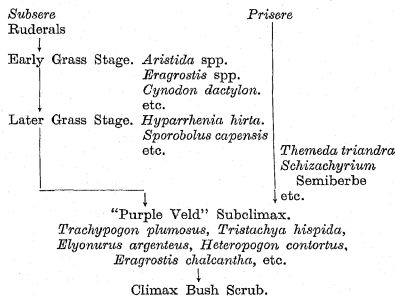 Subsere Prisere
Ruderals
Early Grass Stage. Aristida spp.
Eragrostis spp.
Cynodon dactylon.
etc.
Later Grass Stage. Hyparrhenia hirta.
Sporobolus capensis
etc.
Themeda triandra
Schizachyrium
Semiberbe
etc.
"Purple Veld" Subclimax.
Trachypogon plumosus, Tristachya hispida,
Elyonurus argenteus, Heteropogon contortus,
Eragrostis chalcantha, etc.
Climax Bush Scrub.